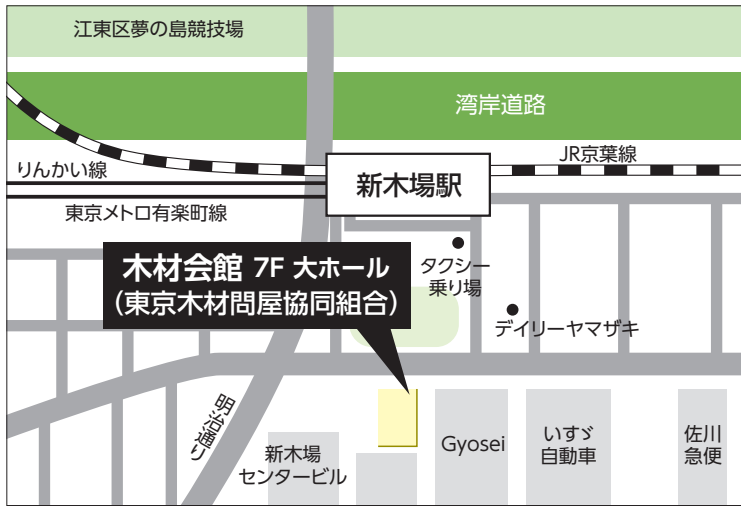 江東区夢の島競技場
湾岸道路
JR京葉線
りんかい線
新木場駅
東京メトロ有楽町線
木材会館 7F 大ホール
(東京木材問屋協同組合)
タクシー
乗り場
デイリーヤマザキ
明治通り
新木場
センタービル
Gyosei
いすゞ
自動車
佐川
急便